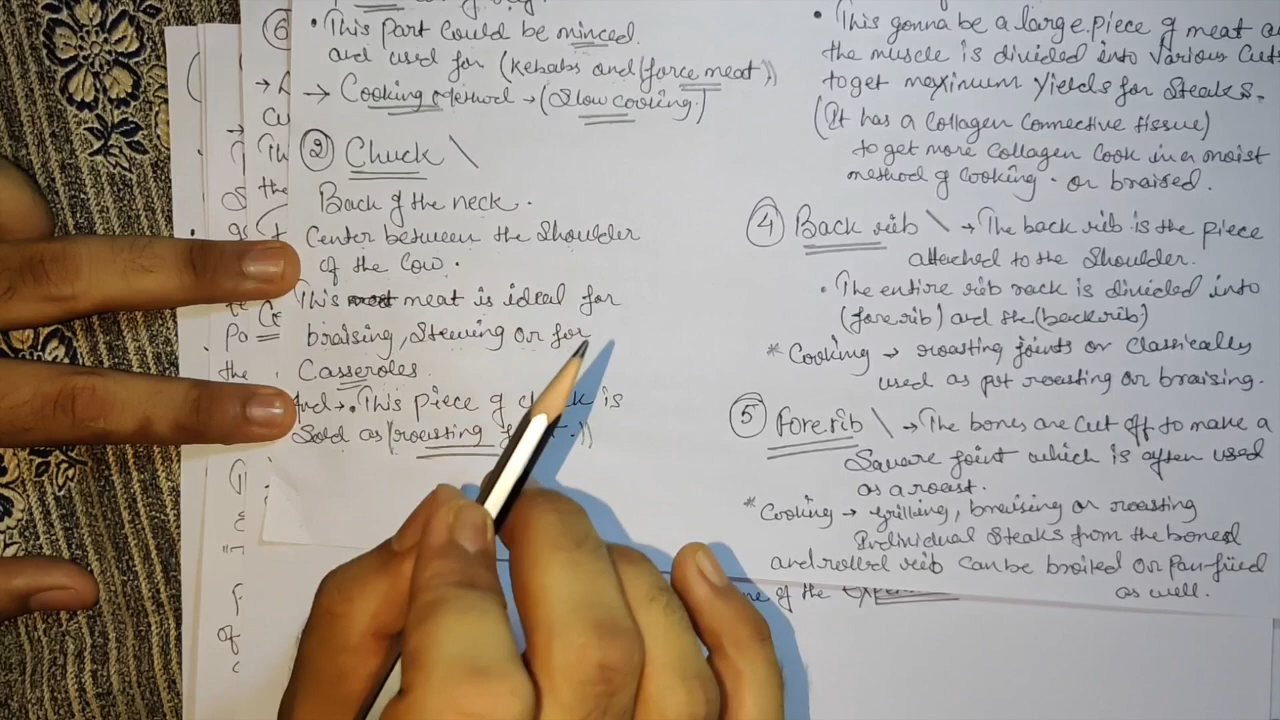 ⑥
• This part could be minced.
and used for (kebabs and (force meat))
→ Cooking Method → (Slow cooking.)
② Chuck \
Back of the neck.
Center between the Shoulder
of the Cow.
This meat is ideal for
braising, Stewing or for
Casseroles.
And → • This piece of chuck is
Sold as (roasting
• This gonna be a large piece of meat
the muscle is divided into various Cuts
to get maximum yields for Steaks.
(It has a Collagen Connective tissue)
to get more Collagen Cook in a moist
method of Cooking. or braised.
④ Back rib \ → The back rib is the piece
attached to the Shoulder.
• The entire rib rack is divided into
(fore rib) and the (back rib)
* Cooking → roasting joints or Classically
used as pot roasting or braising.
⑤ Fore rib \ → The bones are Cut off to make a
Square joint which is often used
as a roast.
* Cooking → Grilling, braising or roasting
Individual Steaks from the boned
and rolled rib can be broiled or Pan-fried
as well.
of the